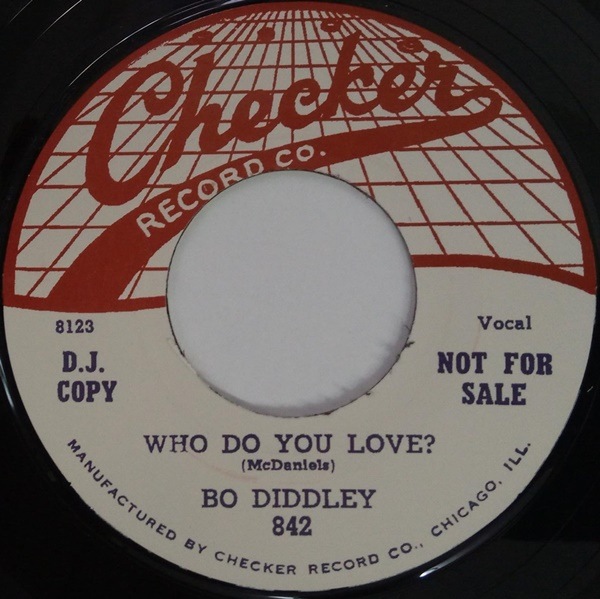 Checker
RECORD CO.
8123
Vocal
D.J.
COPY
NOT FOR
SALE
WHO DO YOU LOVE?
(McDaniels)
BO DIDDLEY
842
MANUFACTURED BY CHECKER RECORD CO., CHICAGO, ILL.